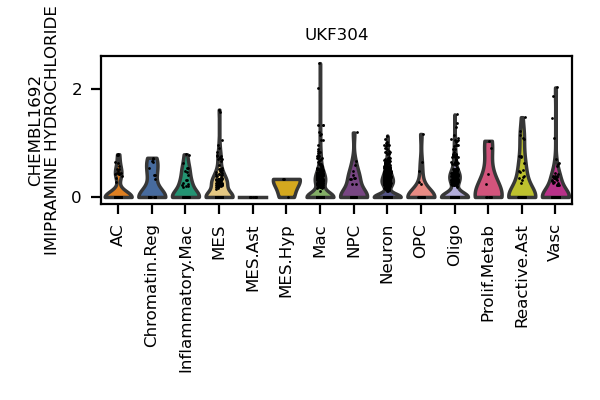 UKF304
CHEMBL1692
IMIPRAMINE HYDROCHLORIDE
2
0
AC
Chromatin.Reg
Inflammatory.Mac
MES
MES.Ast
MES.Hyp
Mac
NPC
Neuron
OPC
Oligo
Prolif.Metab
Reactive.Ast
Vasc